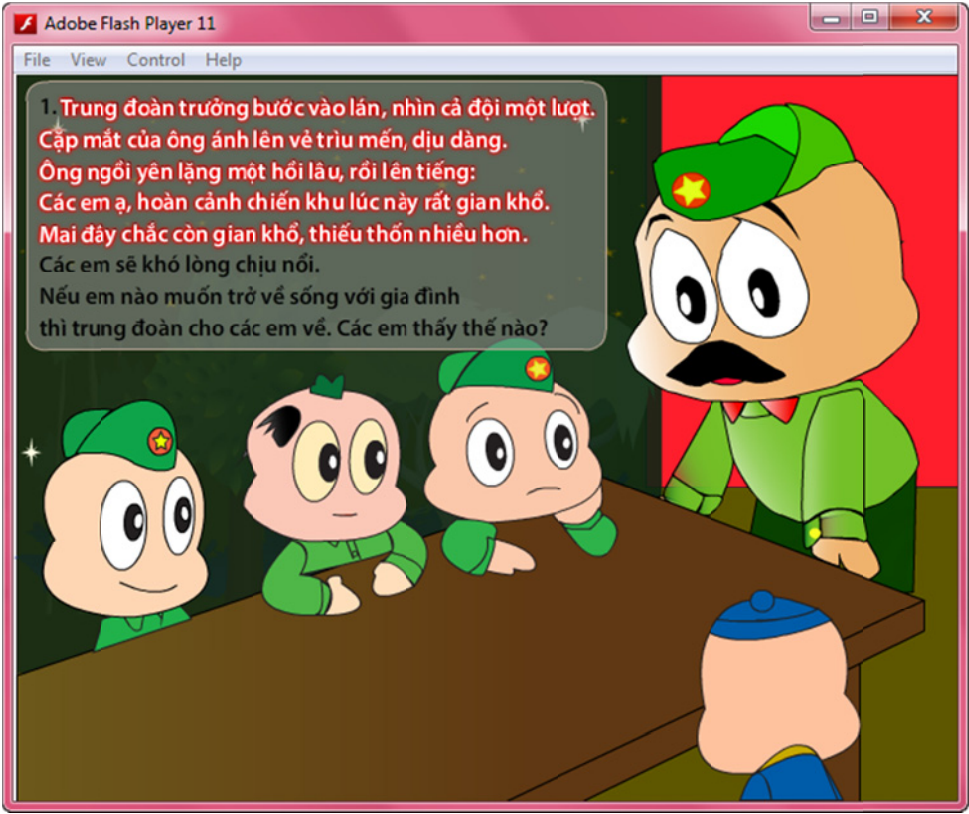 Adobe Flash Player 11
File View Control Help
1. Trung đoàn trưởng bước vào lán, nhìn cả đội một lượt.
Cặp mắt của ông ánh lên vẻ trìu mến, dịu dàng.
Ông ngồi yên lặng một hồi lâu, rồi lên tiếng:
Các em ạ, hoàn cảnh chiến khu lúc này rất gian khổ.
Mai đây chắc còn gian khổ, thiếu thốn nhiều hơn.
Các em sẽ khó lòng chịu nổi.
Nếu em nào muốn trở về sống với gia đình
thì trung đoàn cho các em về. Các em thấy thế nào?